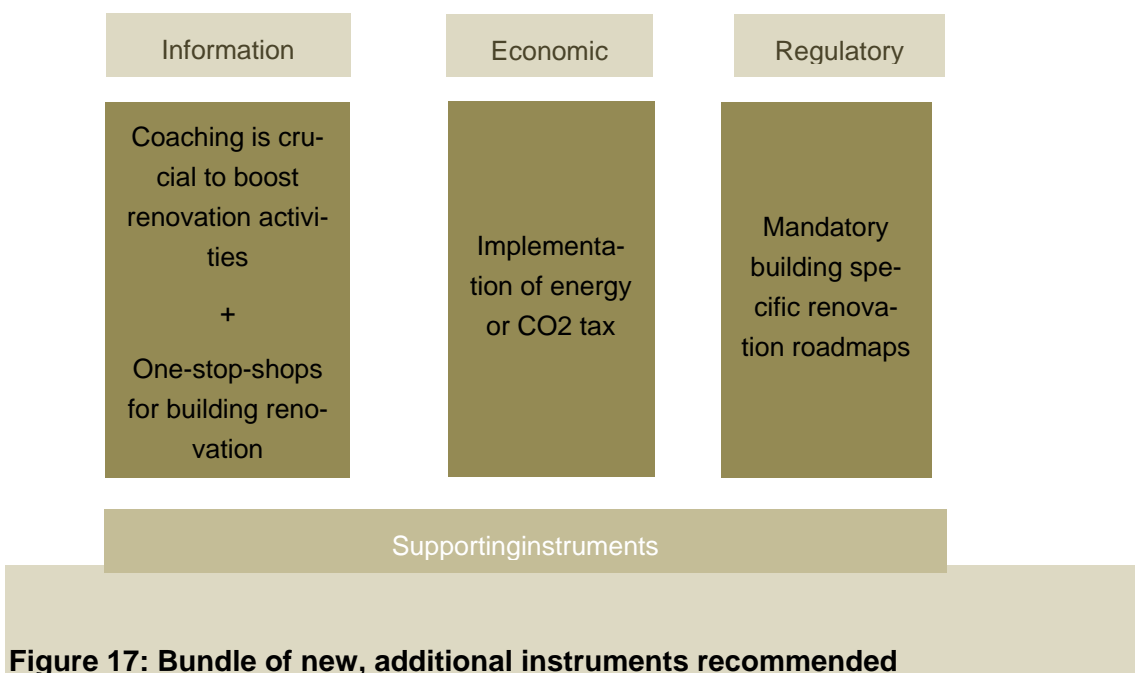 Information
Economic
Regulatory
Coaching is cru-
cial to boost
renovation activi-
ties
+
One-stop-shops
for building reno-
vation
Implementa-
tion of energy
or CO2 tax
Mandatory
building spe-
cific renova-
tion roadmaps
Supportinginstruments
Figure 17: Bundle of new, additional instruments recommended